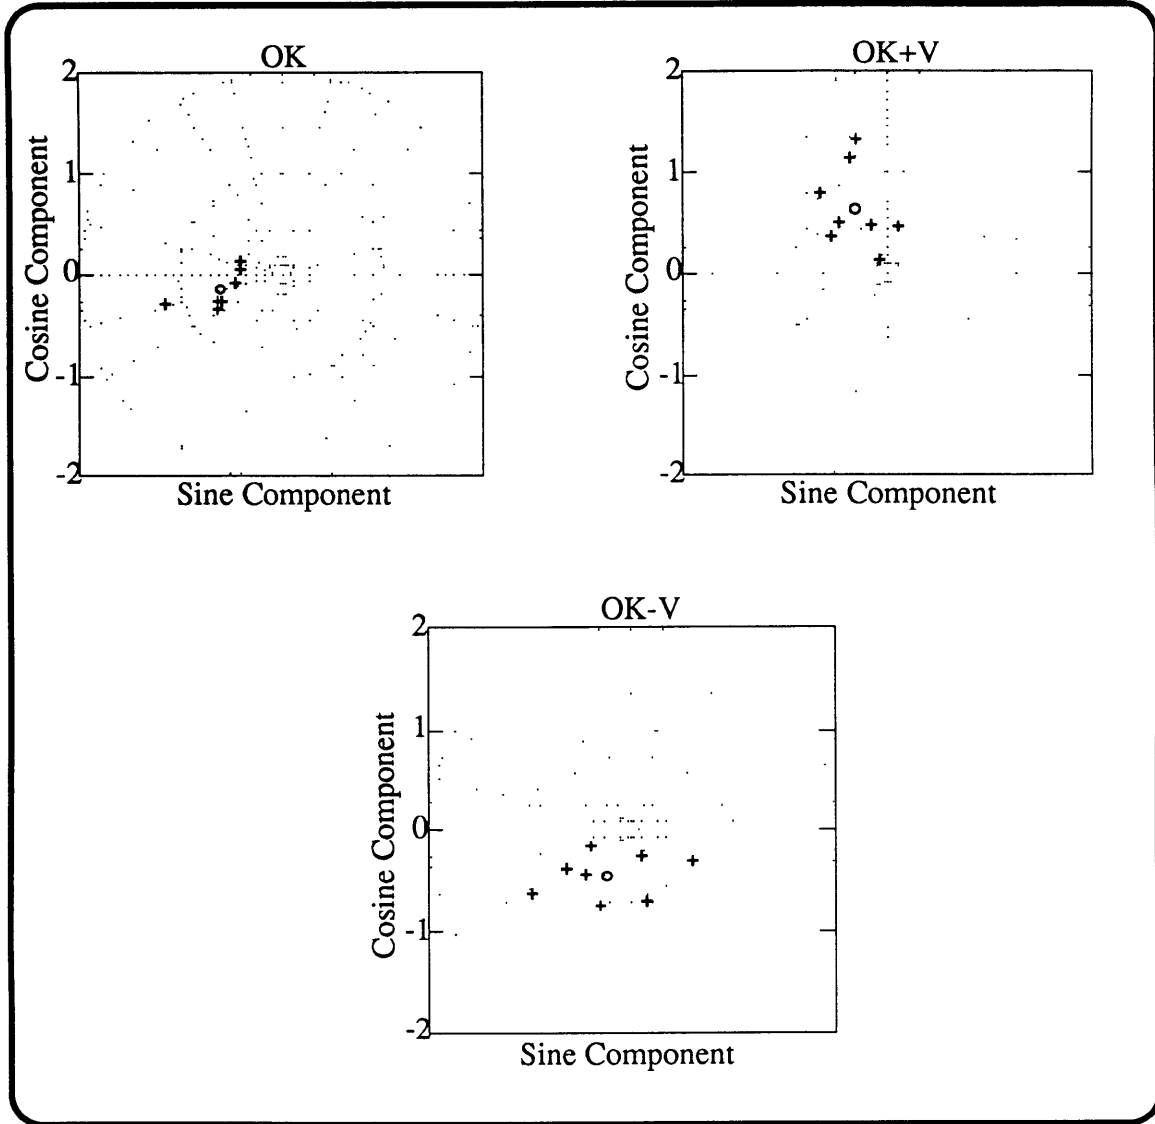 OK
2
1
0
-1
-2
Cosine Component
Sine Component
OK+V
2
1
0
-1
-2
Cosine Component
Sine Component
OK-V
2
1
0
-1
-2
Cosine Component
Sine Component